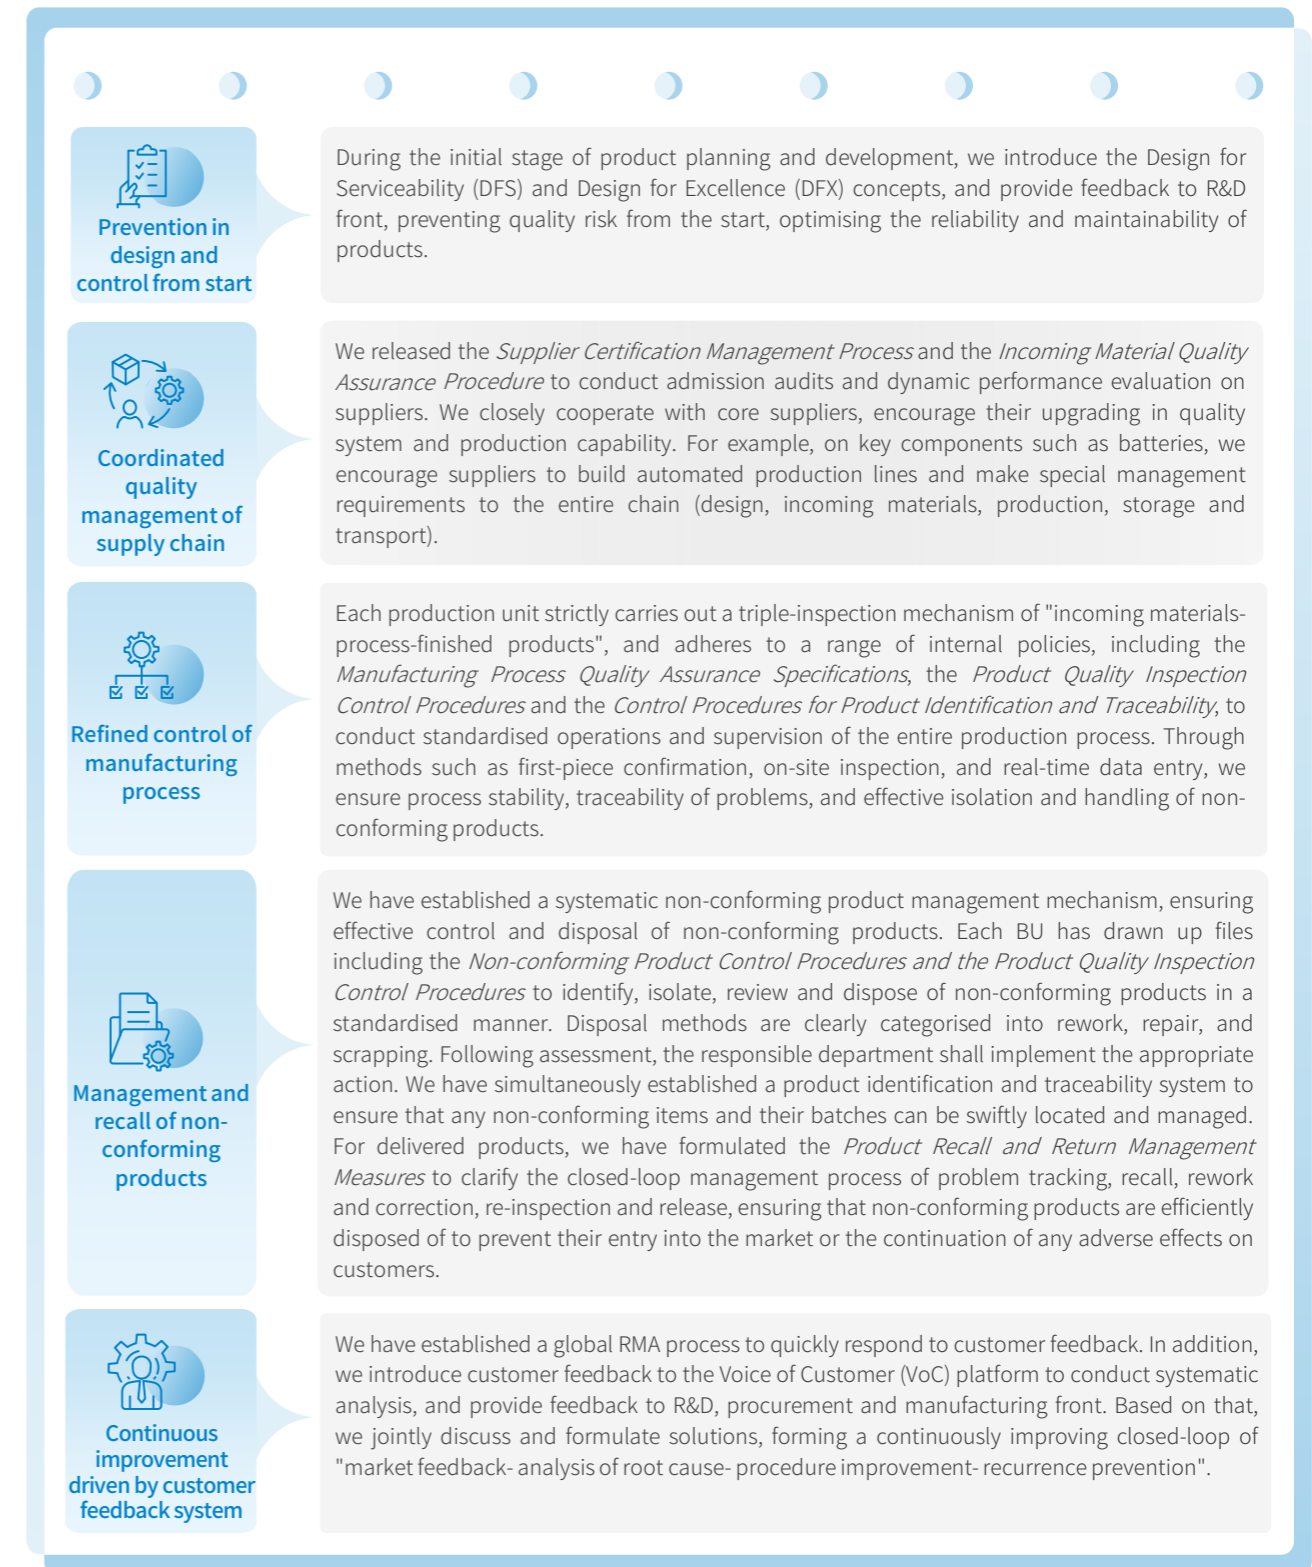 Prevention in
design and
control from start
During the initial stage of product planning and development, we introduce the Design for
Serviceability (DFS) and Design for Excellence (DFX) concepts, and provide feedback to R&D
front, preventing quality risk from the start, optimising the reliability and maintainability of
products.
Coordinated
quality
management of
supply chain
We released the Supplier Certification Management Process and the Incoming Material Quality
Assurance Procedure to conduct admission audits and dynamic performance evaluation on
suppliers. We closely cooperate with core suppliers, encourage their upgrading in quality
system and production capability. For example, on key components such as batteries, we
encourage suppliers to build automated production lines and make special management
requirements to the entire chain (design, incoming materials, production, storage and
transport).
Refined control of
manufacturing
process
Each production unit strictly carries out a triple-inspection mechanism of "incoming materials-
process-finished products", and adheres to a range of internal policies, including the
Manufacturing Process Quality Assurance Specifications, the Product Quality Inspection
Control Procedures and the Control Procedures for Product Identification and Traceability, to
conduct standardised operations and supervision of the entire production process. Through
methods such as first-piece confirmation, on-site inspection, and real-time data entry, we
ensure process stability, traceability of problems, and effective isolation and handling of non-
conforming products.
Management and
recall of non-
conforming
products
We have established a systematic non-conforming product management mechanism, ensuring
effective control and disposal of non-conforming products. Each BU has drawn up files
including the Non-conforming Product Control Procedures and the Product Quality Inspection
Control Procedures to identify, isolate, review and dispose of non-conforming products in a
standardised manner. Disposal methods are clearly categorised into rework, repair, and
scrapping. Following assessment, the responsible department shall implement the appropriate
action. We have simultaneously established a product identification and traceability system to
ensure that any non-conforming items and their batches can be swiftly located and managed.
For delivered products, we have formulated the Product Recall and Return Management
Measures to clarify the closed-loop management process of problem tracking, recall, rework
and correction, re-inspection and release, ensuring that non-conforming products are efficiently
disposed of to prevent their entry into the market or the continuation of any adverse effects on
customers.
Continuous
improvement
driven by customer
feedback system
We have established a global RMA process to quickly respond to customer feedback. In addition,
we introduce customer feedback to the Voice of Customer (VoC) platform to conduct systematic
analysis, and provide feedback to R&D, procurement and manufacturing front. Based on that,
we jointly discuss and formulate solutions, forming a continuously improving closed-loop of
"market feedback- analysis of root cause- procedure improvement- recurrence prevention".